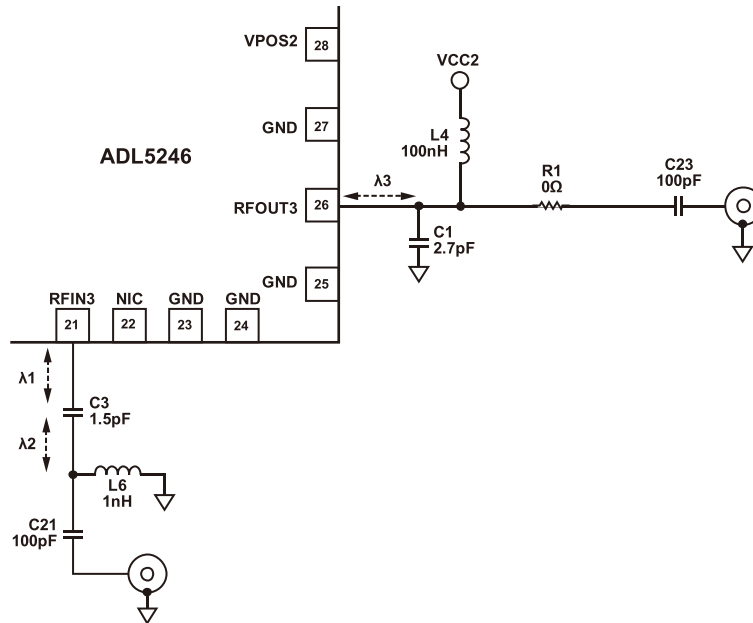 VPOS2
28
VCC2
GND
27
ADL5246
L4
100nH
R1
0Ω
C23
100pF
λ3
RFOUT3
26
C1
2.7pF
GND
25
RFIN3
NIC
GND
GND
21
22
23
24
λ1
C3
1.5pF
λ2
L6
1nH
C21
100pF